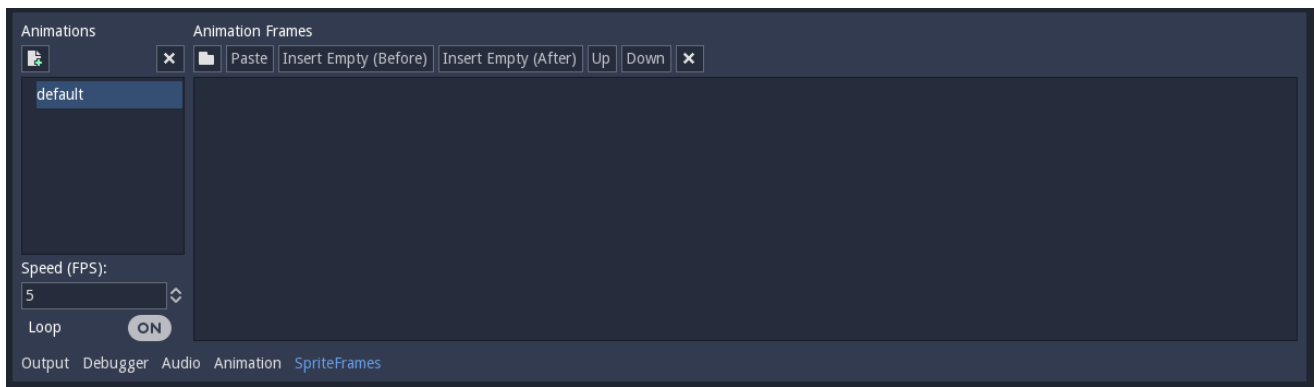 Animations
Animation Frames
Paste Insert Empty (Before) Insert Empty (After) Up Down
default
Speed (FPS):
5
Loop ON
Output Debugger Audio Animation SpriteFrames